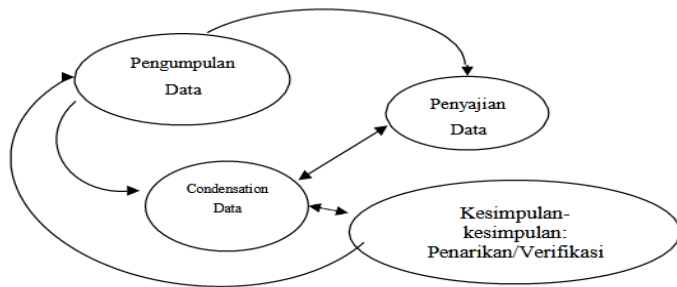 Pengumpulan
Data
Penyajian
Data
Condensation
Data
Kesimpulan-
kesimpulan:
Penarikan/Verifikasi